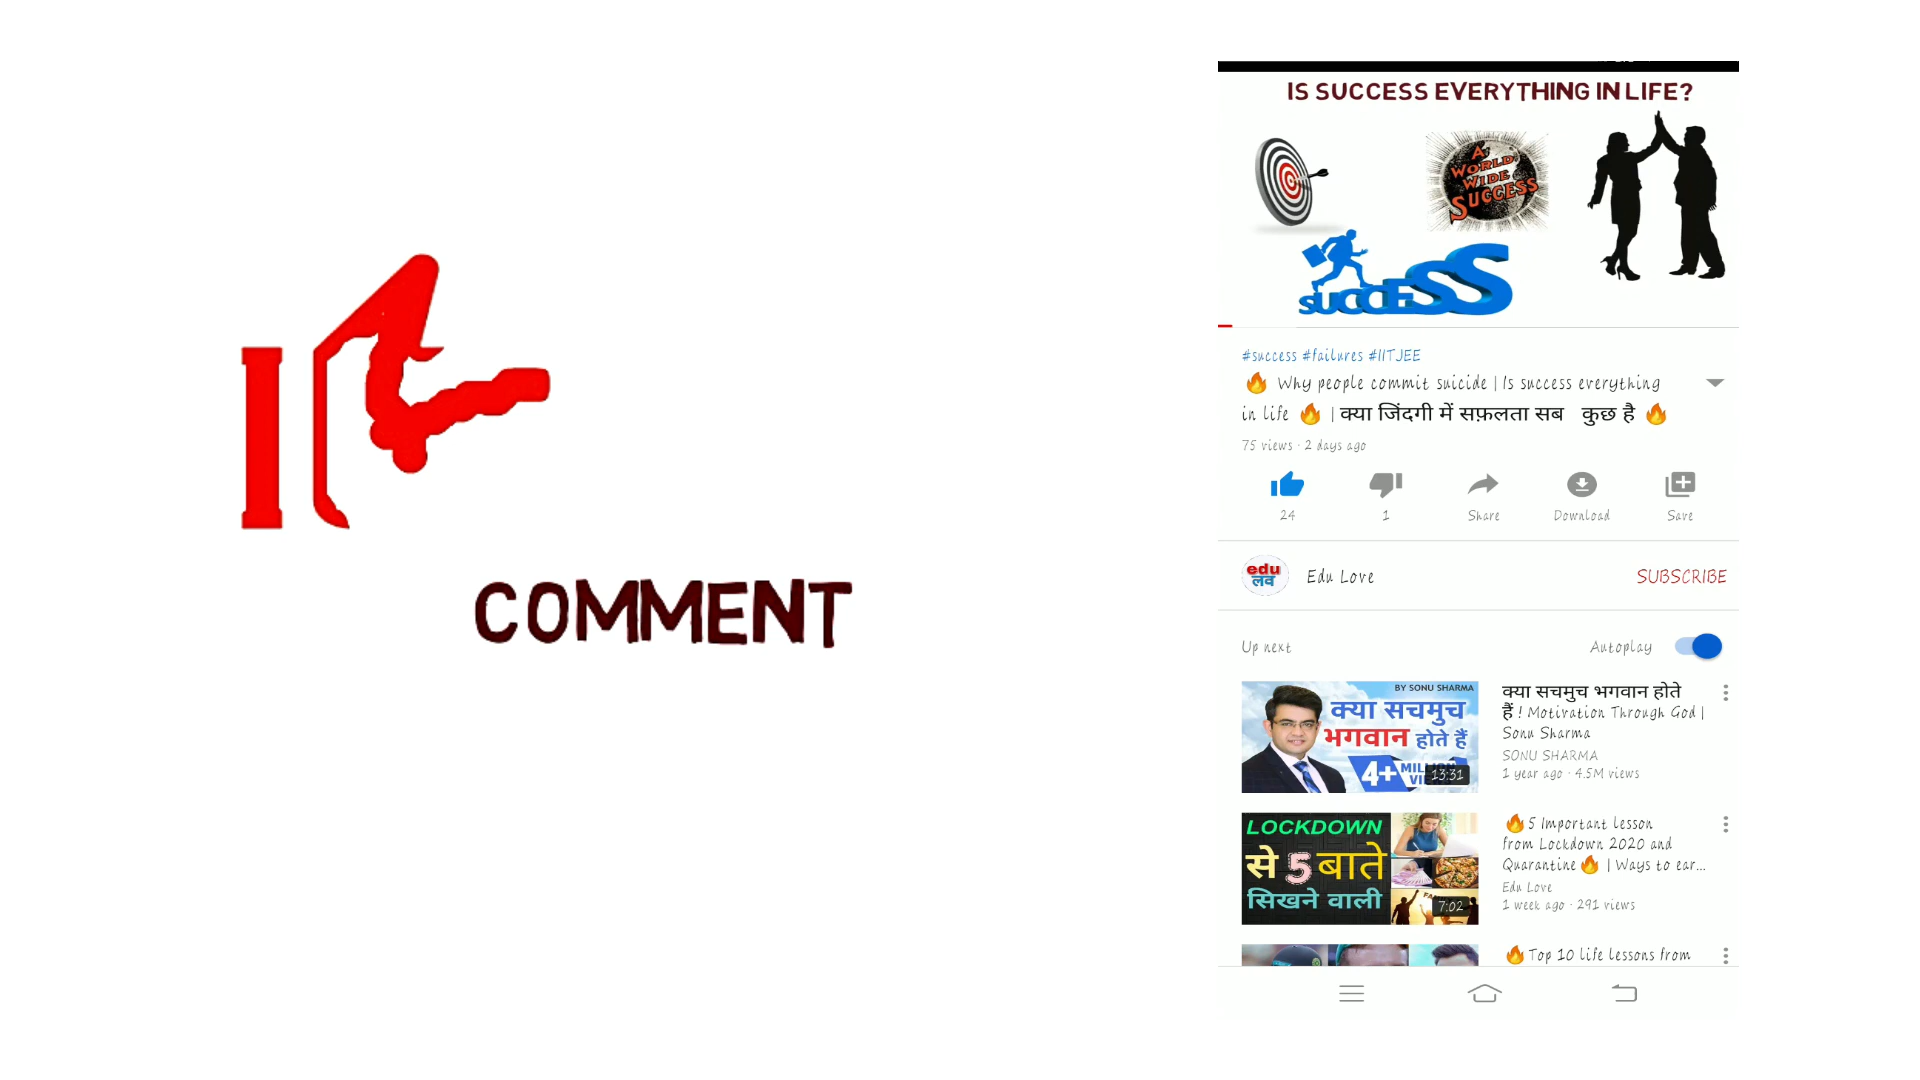 COMMENT
IS SUCCESS EVERYTHING IN LIFE?
A
WORLD
WIDE
SUCCESS
SUCCESS
#success #failures #IITJEE
🔥 Why people commit suicide | Is success everything
in life 🔥 | क्या जिंदगी में सफ़लता सब कुछ है 🔥
75 views · 2 days ago
24
1
Share
Download
Save
edu
लव
Edu Love
SUBSCRIBE
Up next
Autoplay
BY SONU SHARMA
क्या सचमुच
भगवान होते हैं
4+
13:31
क्या सचमुच भगवान होते
हैं ! Motivation Through God |
Sonu Sharma
SONU SHARMA
1 year ago · 4.5M views
LOCKDOWN
से 5 बाते
सिखने वाली
7:02
🔥5 Important lesson
from Lockdown 2020 and
Quarantine🔥 | Ways to ear...
Edu Love
1 week ago · 291 views
🔥Top 10 life lessons from